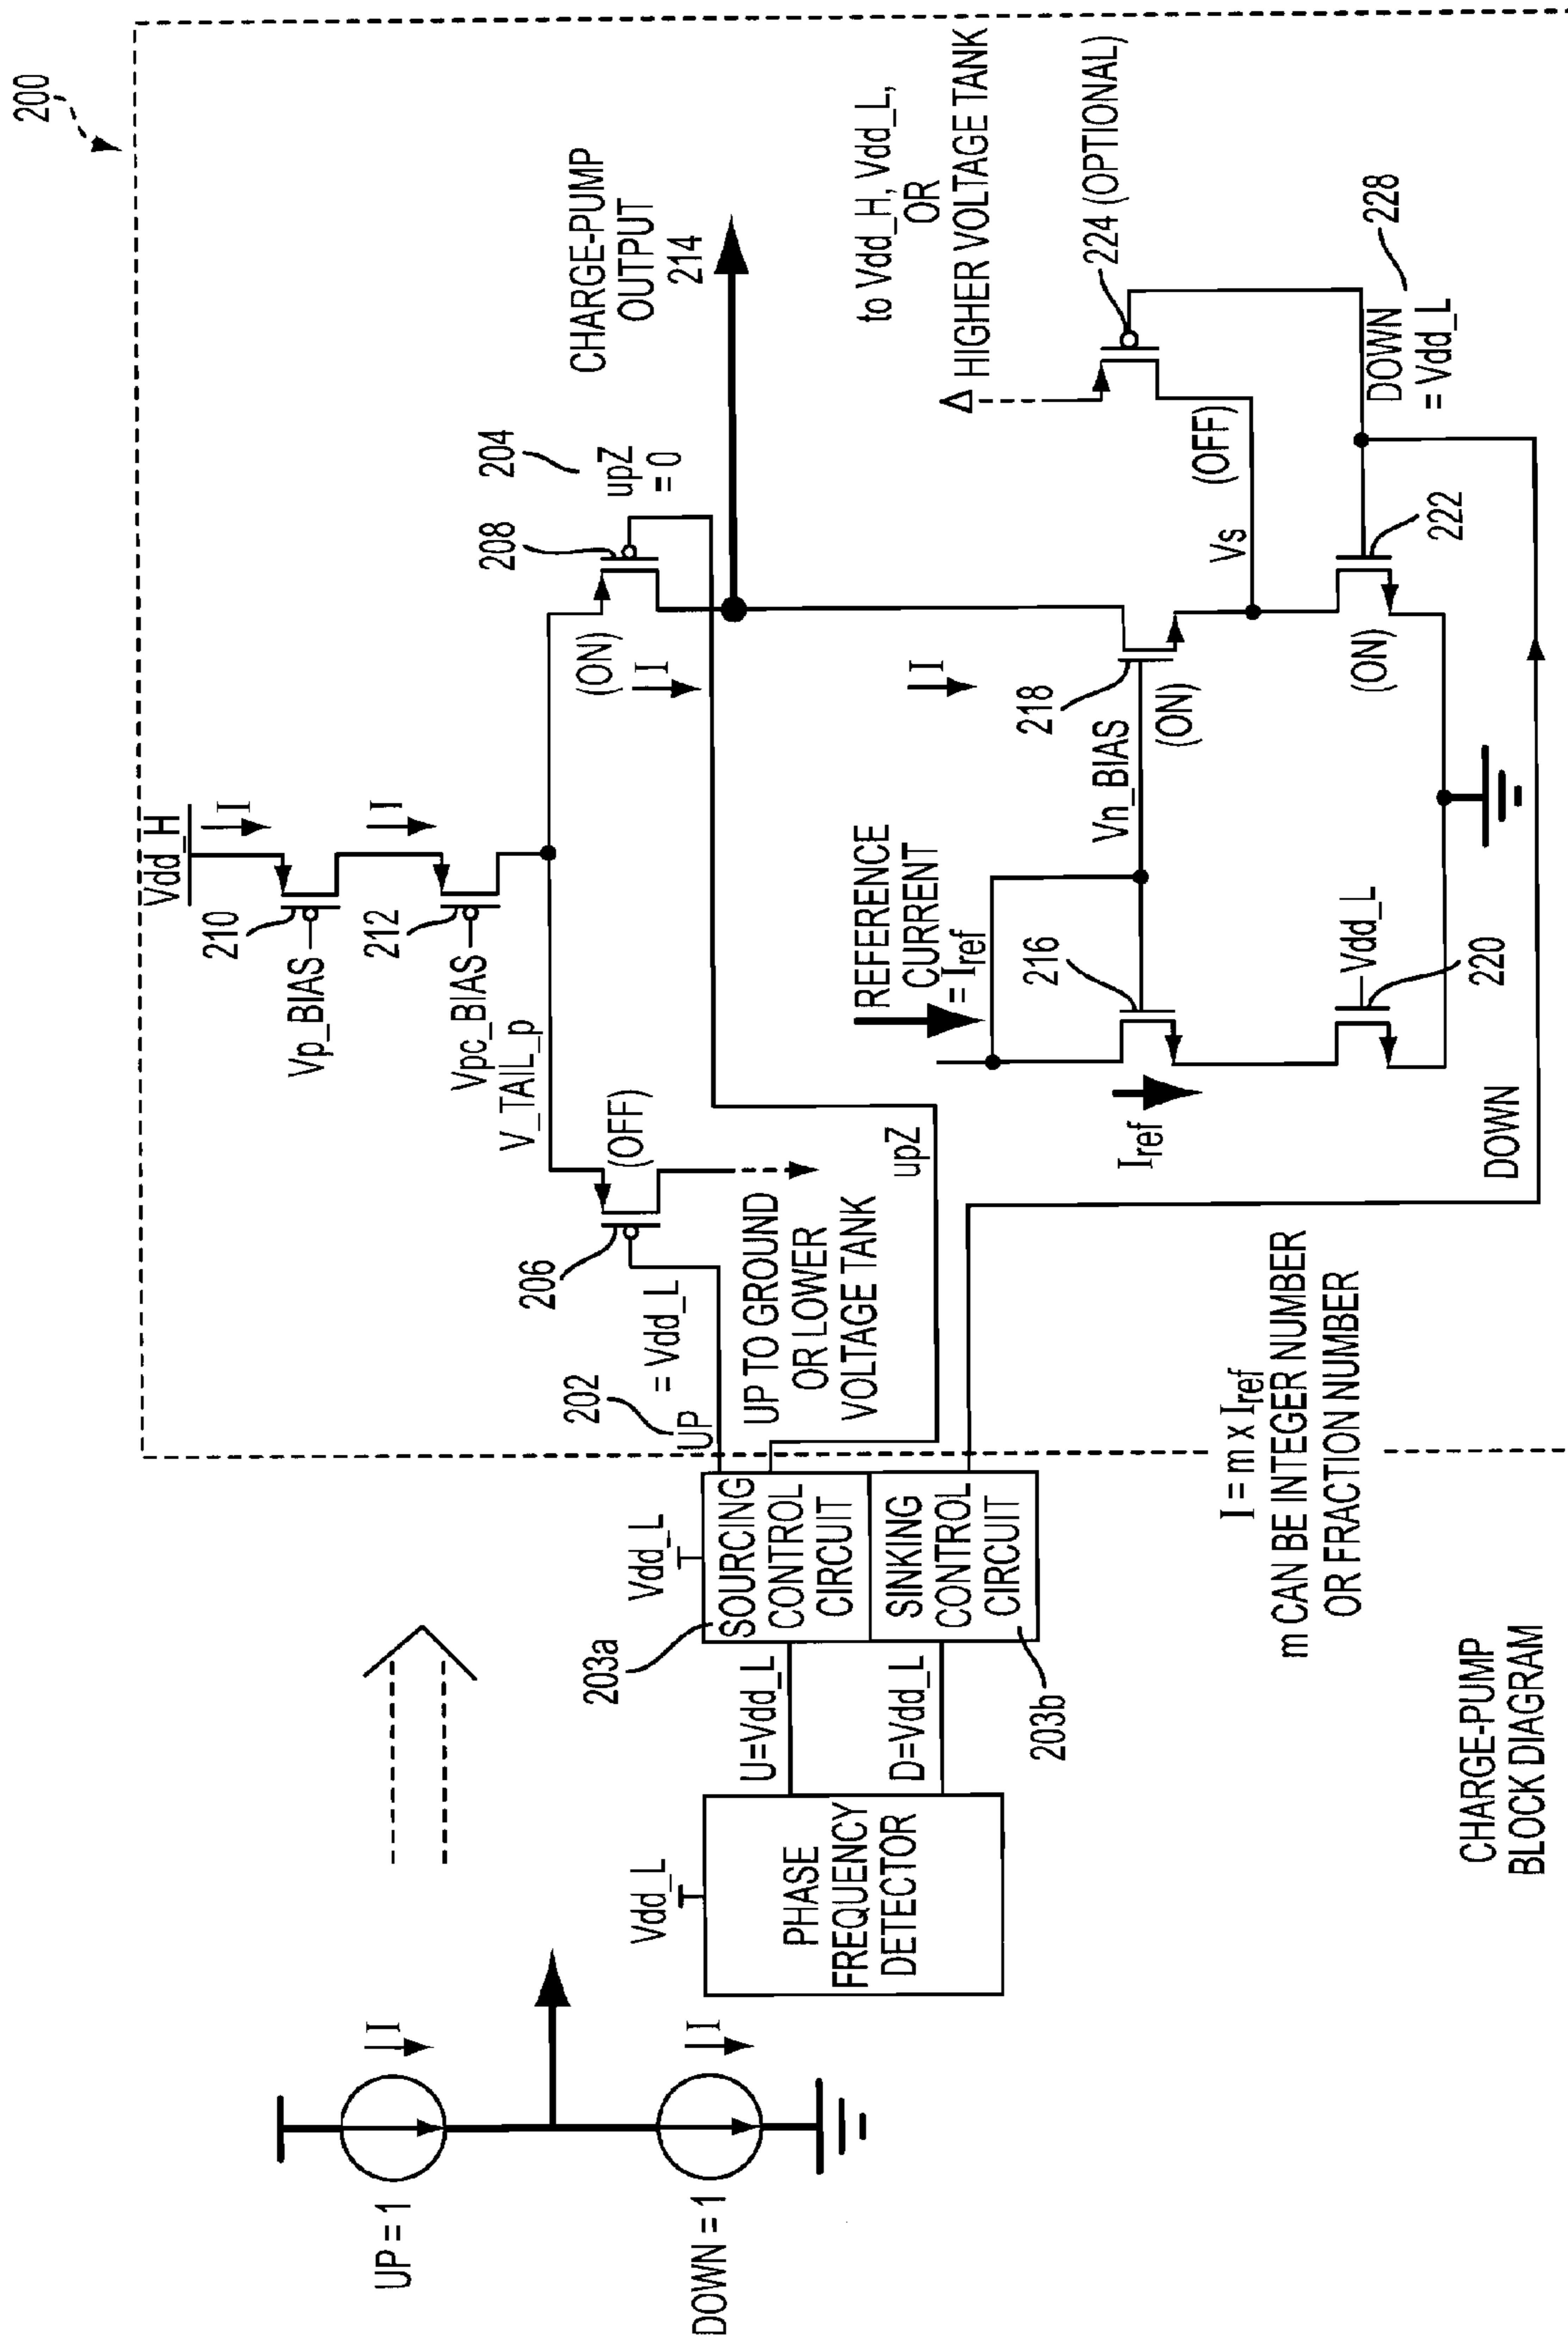 200
Vdd_H
I
210
Vp_BIAS
I
212
Vpc_BIAS
V_TAIL_p
206
(OFF)
202
UP
= Vdd_L
UP TO GROUND
OR LOWER
VOLTAGE TANK
208
(ON)
I
204
upZ
= 0
CHARGE-PUMP
OUTPUT
214
upZ
REFERENCE
CURRENT
= Iref
Iref
216
Vn_BIAS
218
(ON)
I
Vdd_L
220
Vs
(OFF)
to Vdd_H, Vdd_L,
OR
HIGHER VOLTAGE TANK
224 (OPTIONAL)
222
(ON)
DOWN
= Vdd_L
228
DOWN
UP = 1
I
DOWN = 1
I
Vdd_L
PHASE
FREQUENCY
DETECTOR
U=Vdd_L
D=Vdd_L
203a
Vdd_L
SOURCING
CONTROL
CIRCUIT
SINKING
CONTROL
CIRCUIT
203b
I = m x Iref
m CAN BE INTEGER NUMBER
OR FRACTION NUMBER
CHARGE-PUMP
BLOCK DIAGRAM